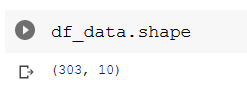 df_data.shape
(303, 10)